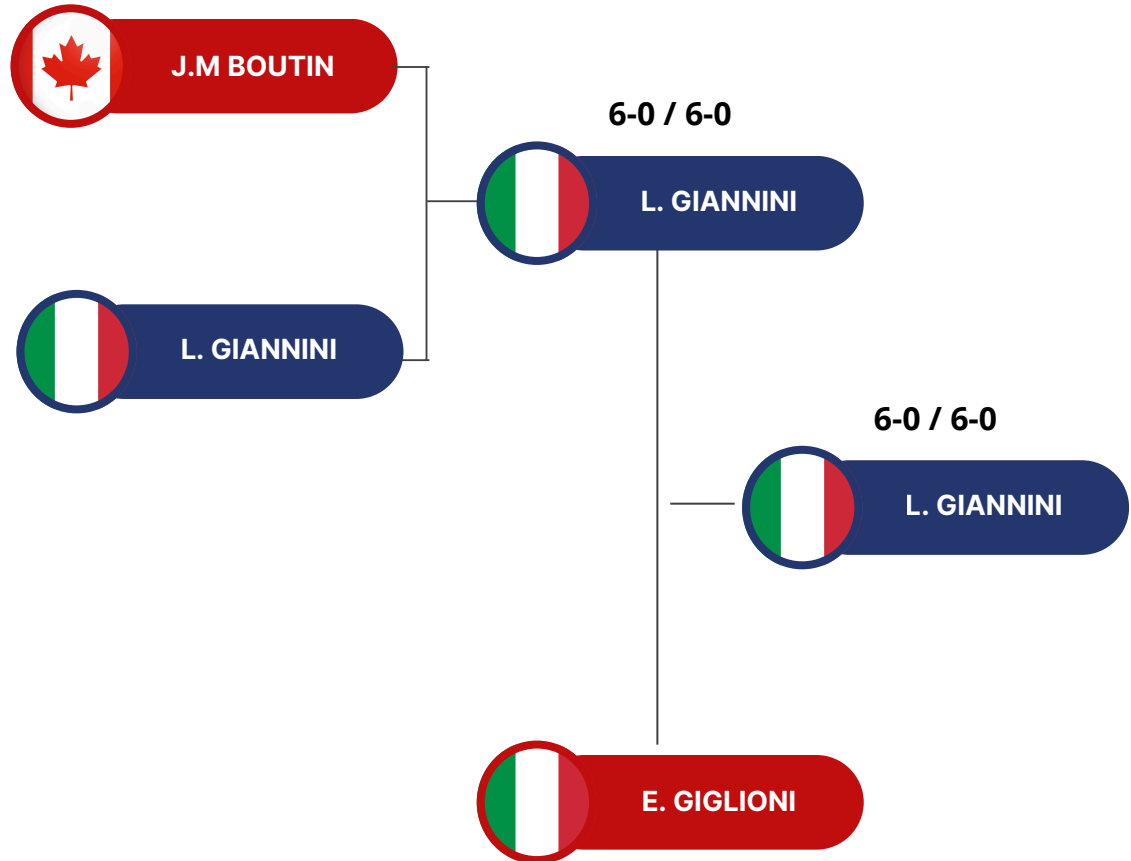 J.M BOUTIN
6-0 / 6-0
L. GIANNINI
L. GIANNINI
6-0 / 6-0
L. GIANNINI
E. GIGLIONI